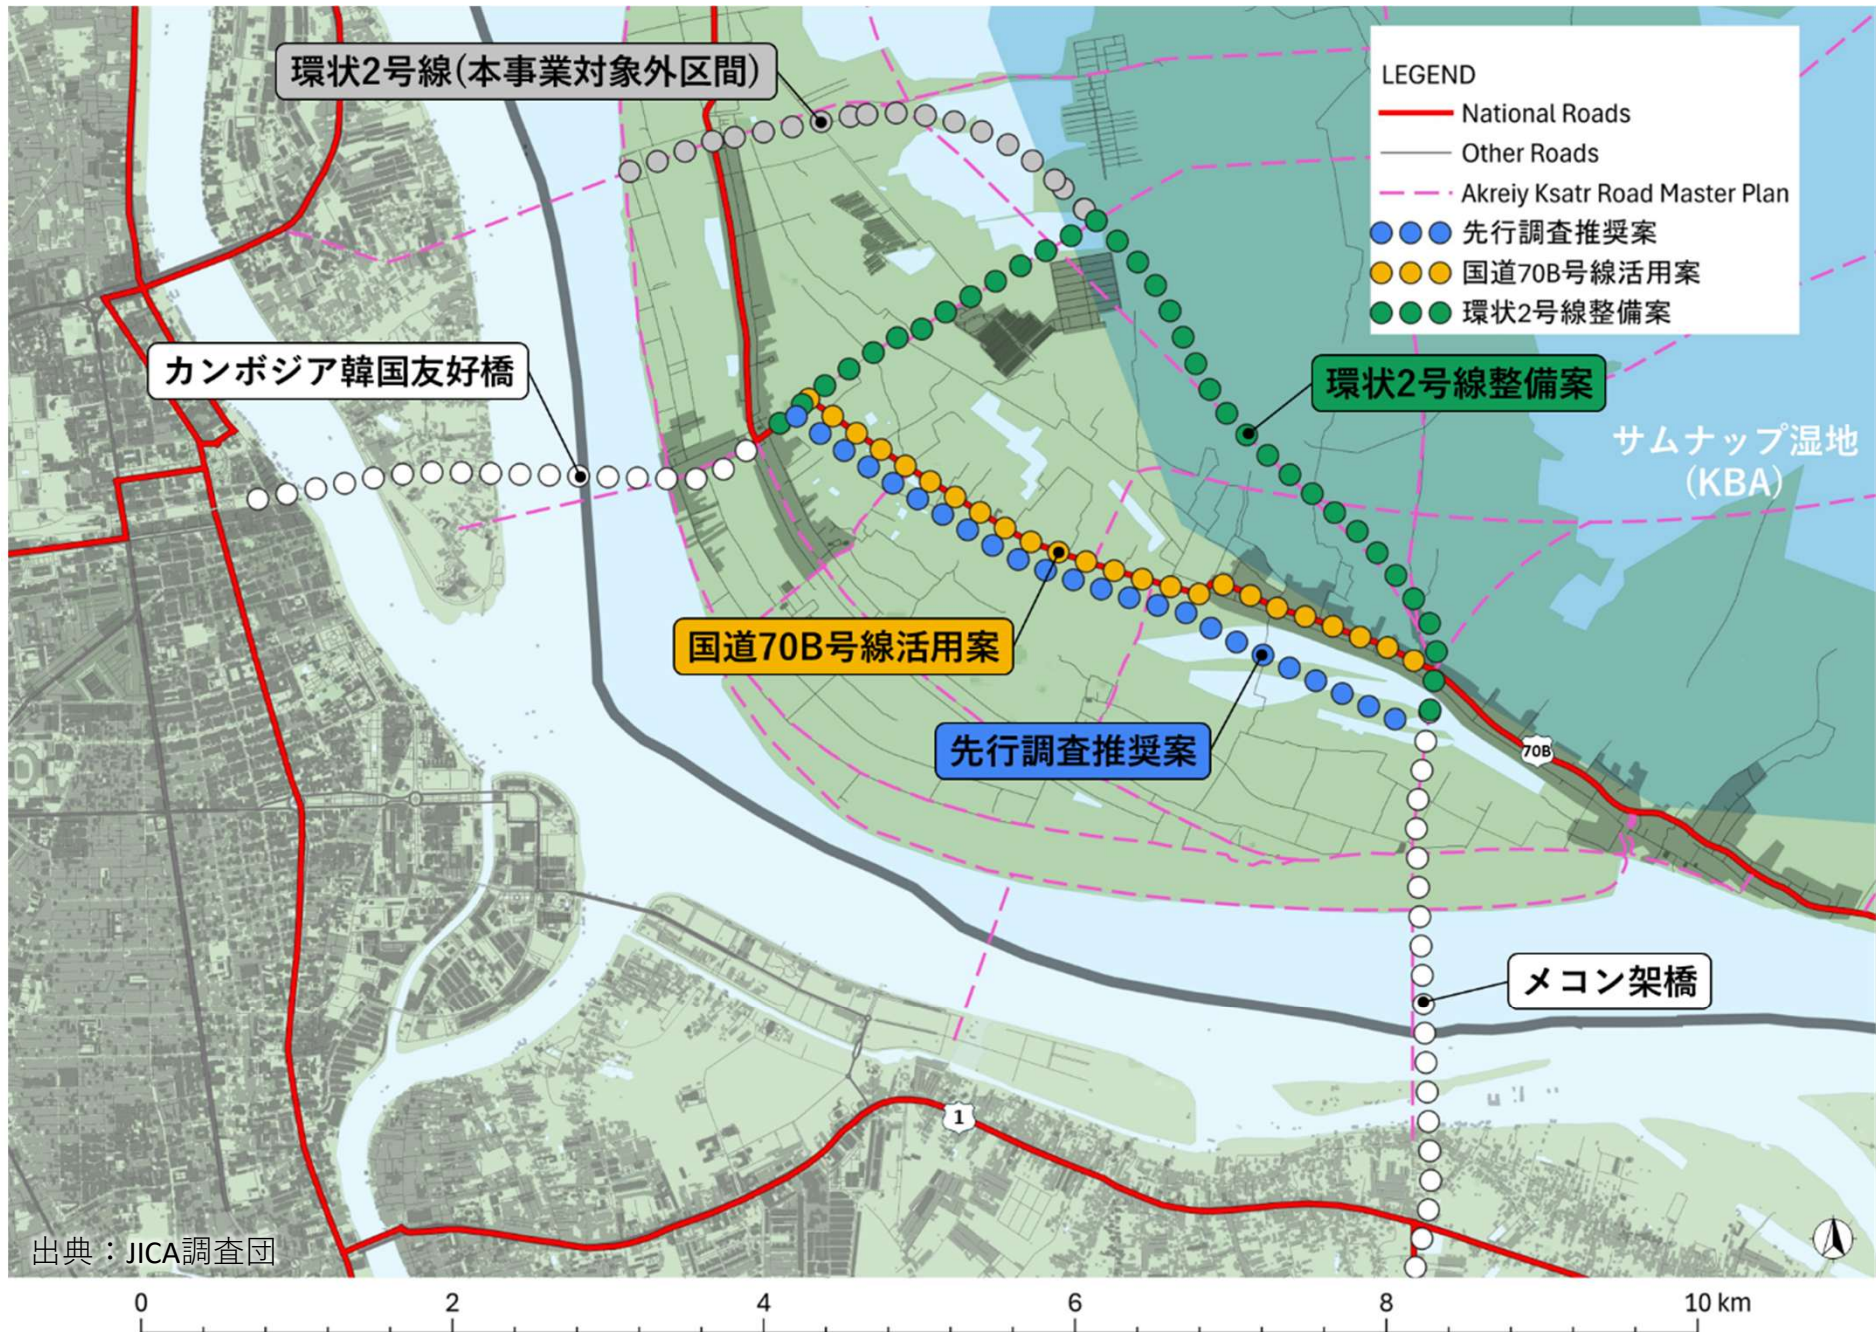 環状2号線(本事業対象外区間)
LEGEND
National Roads
Other Roads
Akreiy Ksatr Road Master Plan
先行調査推奨案
国道70B号線活用案
環状2号線整備案
カンボジア韓国友好橋
環状2号線整備案
サムナップ湿地
(KBA)
国道70B号線活用案
先行調査推奨案
70B
メコン架橋
1
出典：JICA調査団
0 2 4 6 8 10 km